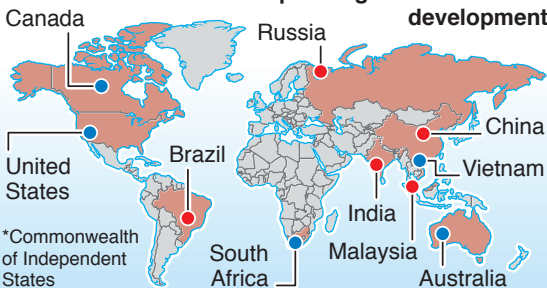 development
Canada
Russia
China
United
States
Brazil
Vietnam
India
*Commonwealth
of Independent
States
South
Africa
Malaysia
Australia